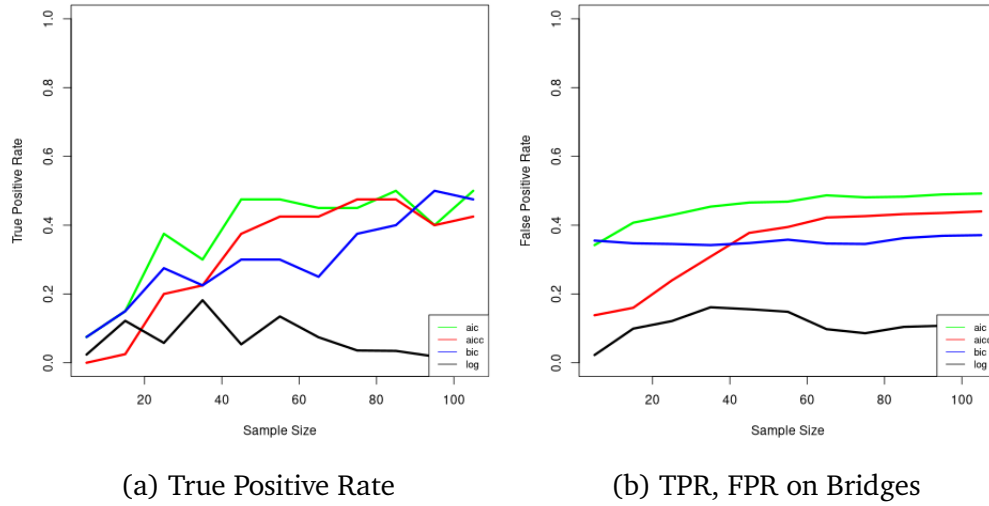 True Positive Rate
1.0
0.8
0.6
0.4
0.2
0.0
20
40
60
80
100
Sample Size
aic
aicc
bic
log
False Positive Rate
1.0
0.8
0.6
0.4
0.2
0.0
20
40
60
80
100
Sample Size
aic
aicc
bic
log
(a) True Positive Rate
(b) TPR, FPR on Bridges